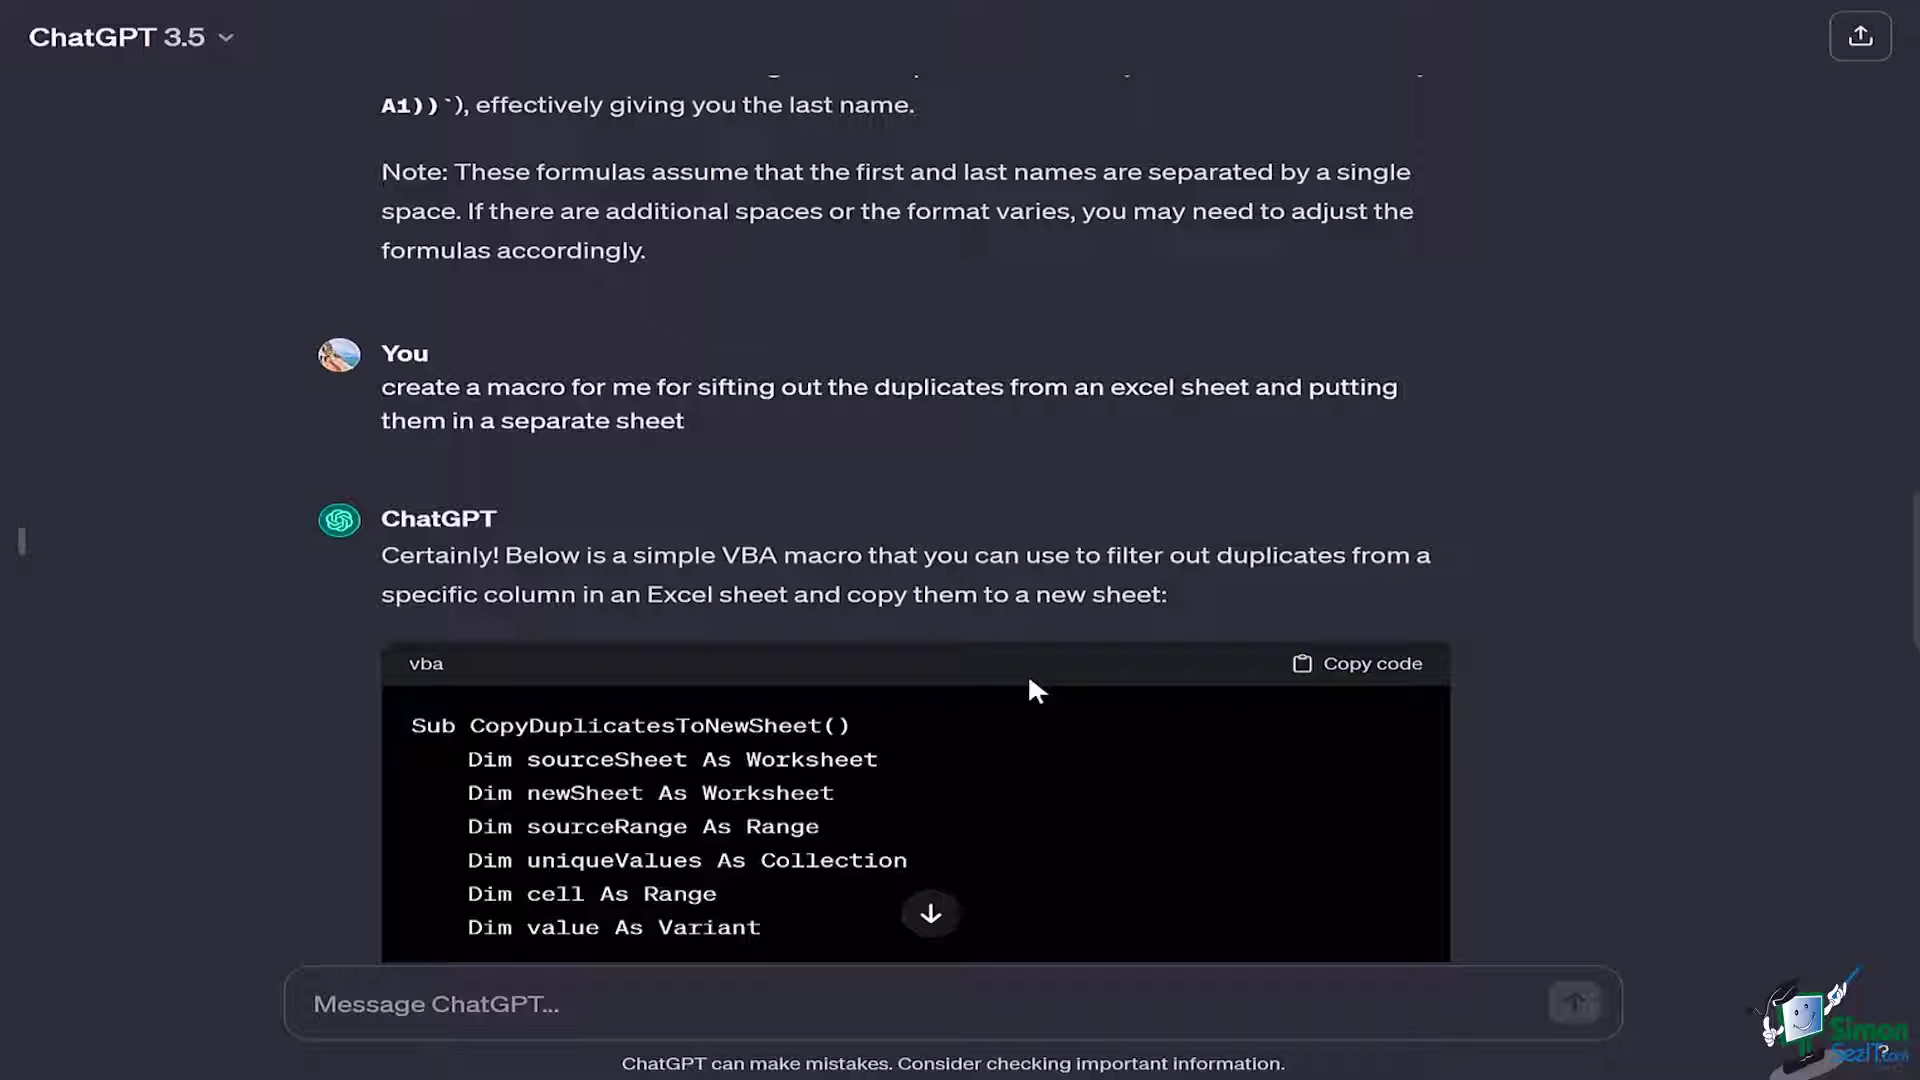 ChatGPT 3.5
A1))`), effectively giving you the last name.
Note: These formulas assume that the first and last names are separated by a single
space. If there are additional spaces or the format varies, you may need to adjust the
formulas accordingly.
You
create a macro for me for sifting out the duplicates from an excel sheet and putting
them in a separate sheet
ChatGPT
Certainly! Below is a simple VBA macro that you can use to filter out duplicates from a
specific column in an Excel sheet and copy them to a new sheet:
vba Copy code
Sub CopyDuplicatesToNewSheet()
Dim sourceSheet As Worksheet
Dim newSheet As Worksheet
Dim sourceRange As Range
Dim uniqueValues As Collection
Dim cell As Range
Dim value As Variant
Message ChatGPT...
ChatGPT can make mistakes. Consider checking important information.
Simon
SezIT.com
?